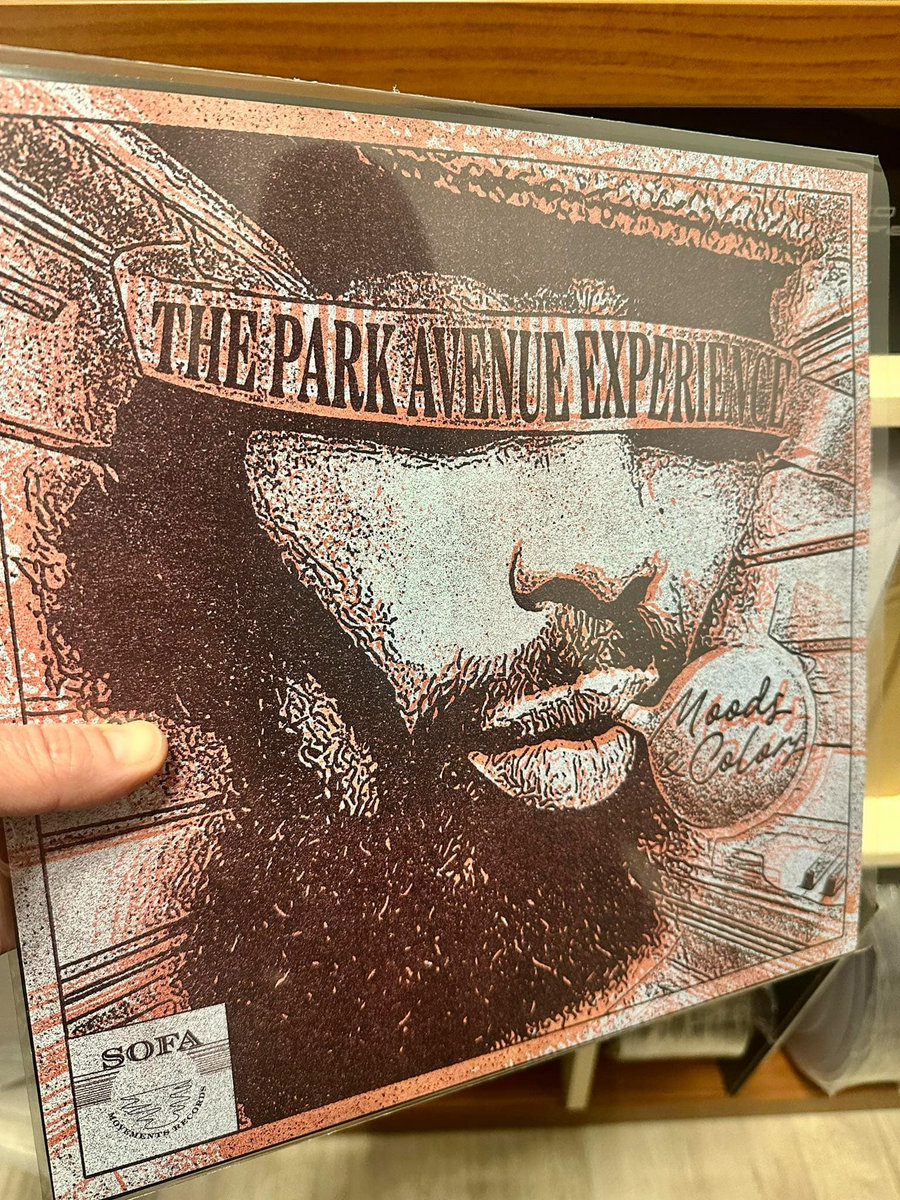 THE PARK AVENUE EXPERIENCE
Moods
& Colors
SOFA
MOVEMENTS RECORDS